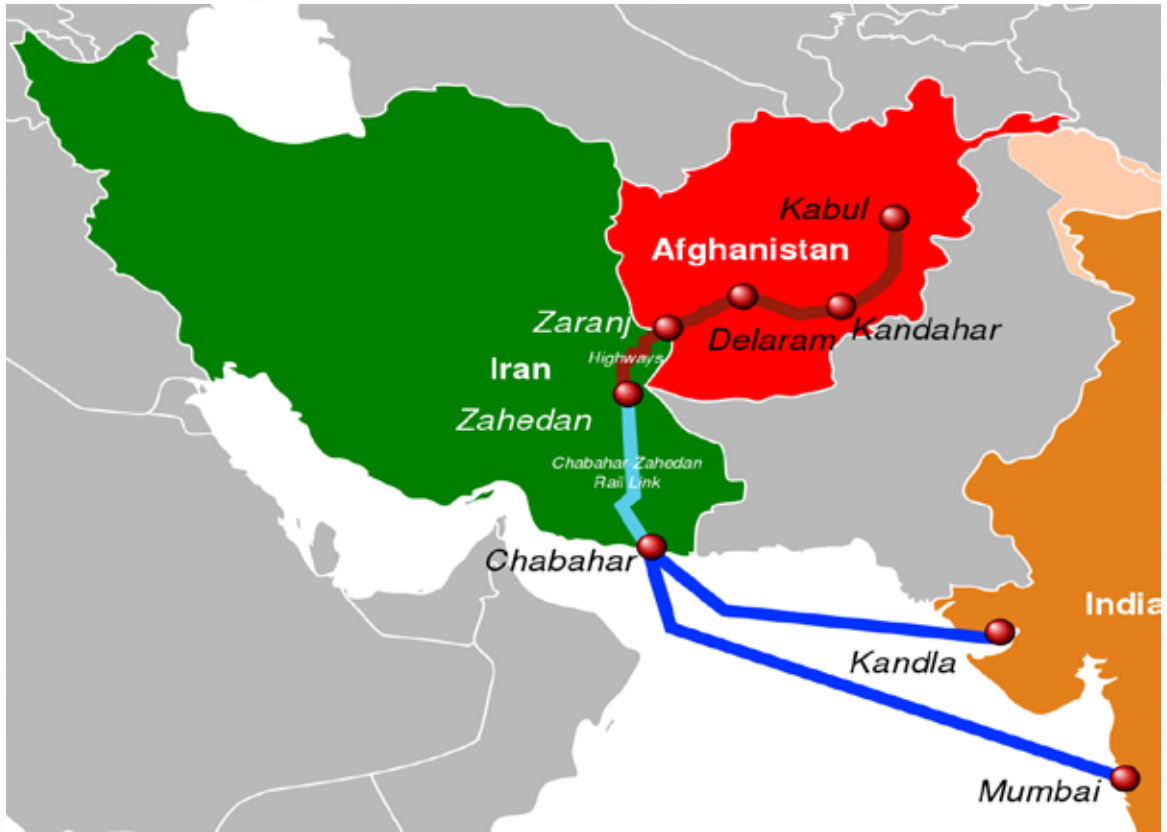 Kabul
Afghanistan
Zaranj
Delaram
Kandahar
Highways
Iran
Zahedan
Chabahar-Zahedan
Rail Link
Chabahar
India
Kandla
Mumbai